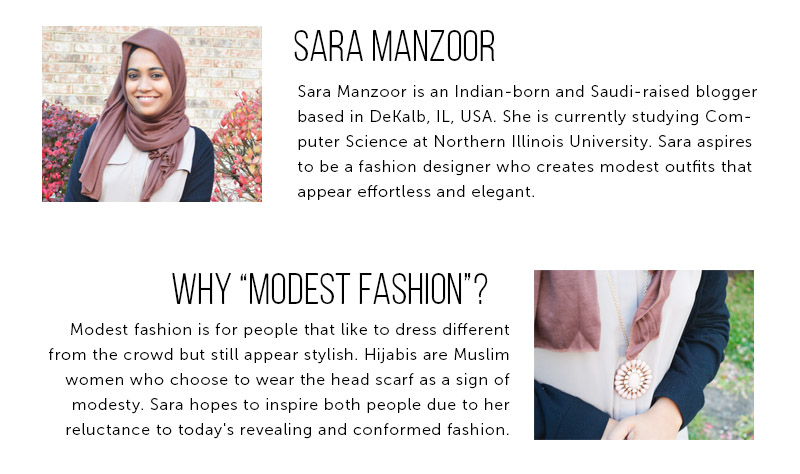 SARA MANZOOR
Sara Manzoor is an Indian-born and Saudi-raised blogger
based in DeKalb, IL, USA. She is currently studying Com-
puter Science at Northern Illinois University. Sara aspires
to be a fashion designer who creates modest outfits that
appear effortless and elegant.
WHY “MODEST FASHION”?
Modest fashion is for people that like to dress different
from the crowd but still appear stylish. Hijabis are Muslim
women who choose to wear the head scarf as a sign of
modesty. Sara hopes to inspire both people due to her
reluctance to today's revealing and conformed fashion.